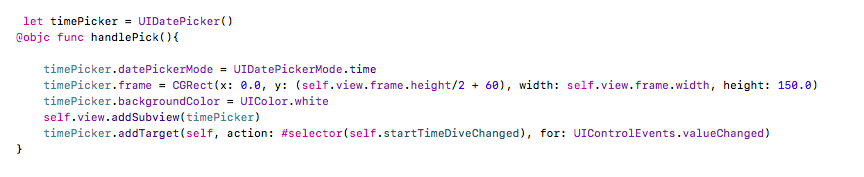 let timePicker = UIDatePicker()
@objc func handlePick(){
timePicker.datePickerMode = UIDatePickerMode.time
timePicker.frame = CGRect(x: 0.0, y: (self.view.frame.height/2 + 60), width: self.view.frame.width, height: 150.0)
timePicker.backgroundColor = UIColor.white
self.view.addSubview(timePicker)
timePicker.addTarget(self, action: #selector(self.startTimeDiveChanged), for: UIControlEvents.valueChanged)
}